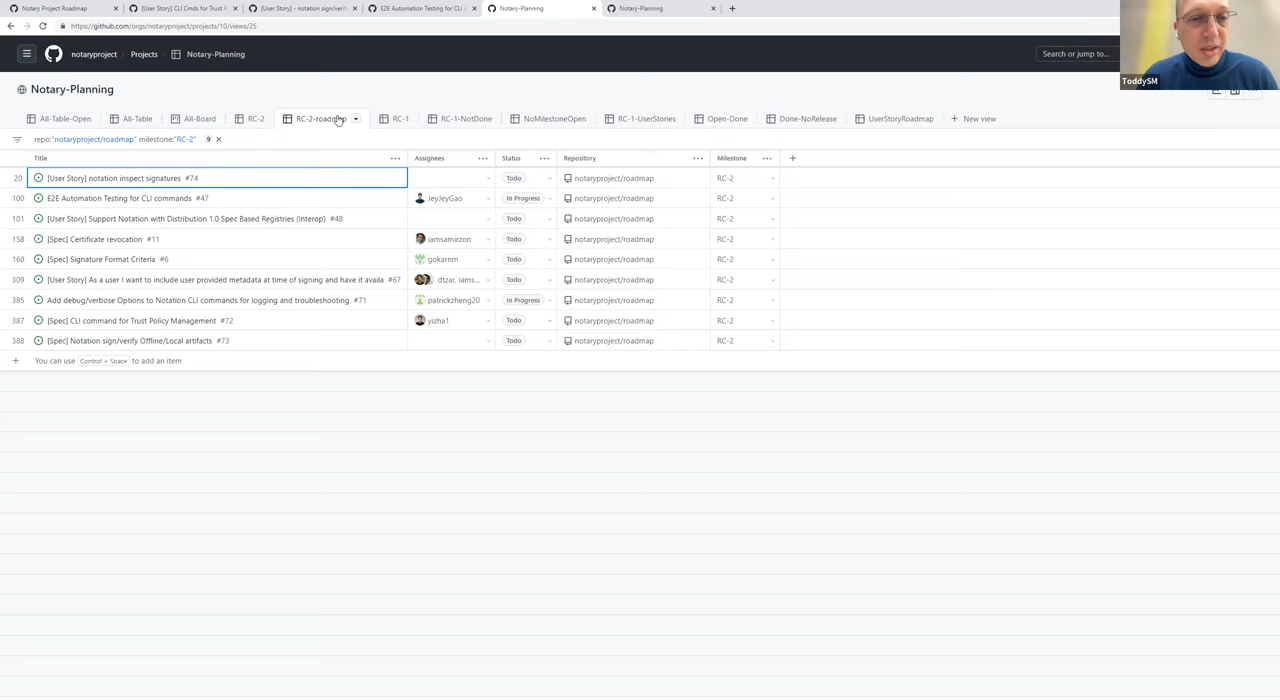 Notary Project Roadmap
[User Story] CLI Cmds for Trust P
[User Story] - notation sign/verif
E2E Automation Testing for CLI c
Notary-Planning
Notary-Planning
https://github.com/orgs/notaryproject/projects/10/views/25
notaryproject / Projects / Notary-Planning
Search or jump to...
ToddySM
Notary-Planning
All-Table-Open All-Table All-Board RC-2 RC-2-roadmap RC-1 RC-1-NotDone NoMilestoneOpen RC-1-UserStories Open-Done Done-NoRelease UserStoryRoadmap + New view
repo:"notaryproject/roadmap" milestone:"RC-2" 9
Title Assignees Status Repository Milestone
20 [User Story] notation inspect signatures #74 Todo notaryproject/roadmap RC-2
100 E2E Automation Testing for CLI commands #47 JeyJeyGao In Progress notaryproject/roadmap RC-2
101 [User Story] Support Notation with Distribution 1.0 Spec Based Registries (Interop) #48 Todo notaryproject/roadmap RC-2
158 [Spec] Certificate revocation #11 iamsamirzon Todo notaryproject/roadmap RC-2
160 [Spec] Signature Format Criteria #6 gokarnm Todo notaryproject/roadmap RC-2
309 [User Story] As a user I want to include user provided metadata at time of signing and have it availa #67 dtzar, iams... Todo notaryproject/roadmap RC-2
385 Add debug/verbose Options to Notation CLI commands for logging and troubleshooting #71 patrickzheng20 In Progress notaryproject/roadmap RC-2
387 [Spec] CLI command for Trust Policy Management #72 yizha1 Todo notaryproject/roadmap RC-2
388 [Spec] Notation sign/verify Offline/Local artifacts #73 Todo notaryproject/roadmap RC-2
+ You can use Control + Space to add an item